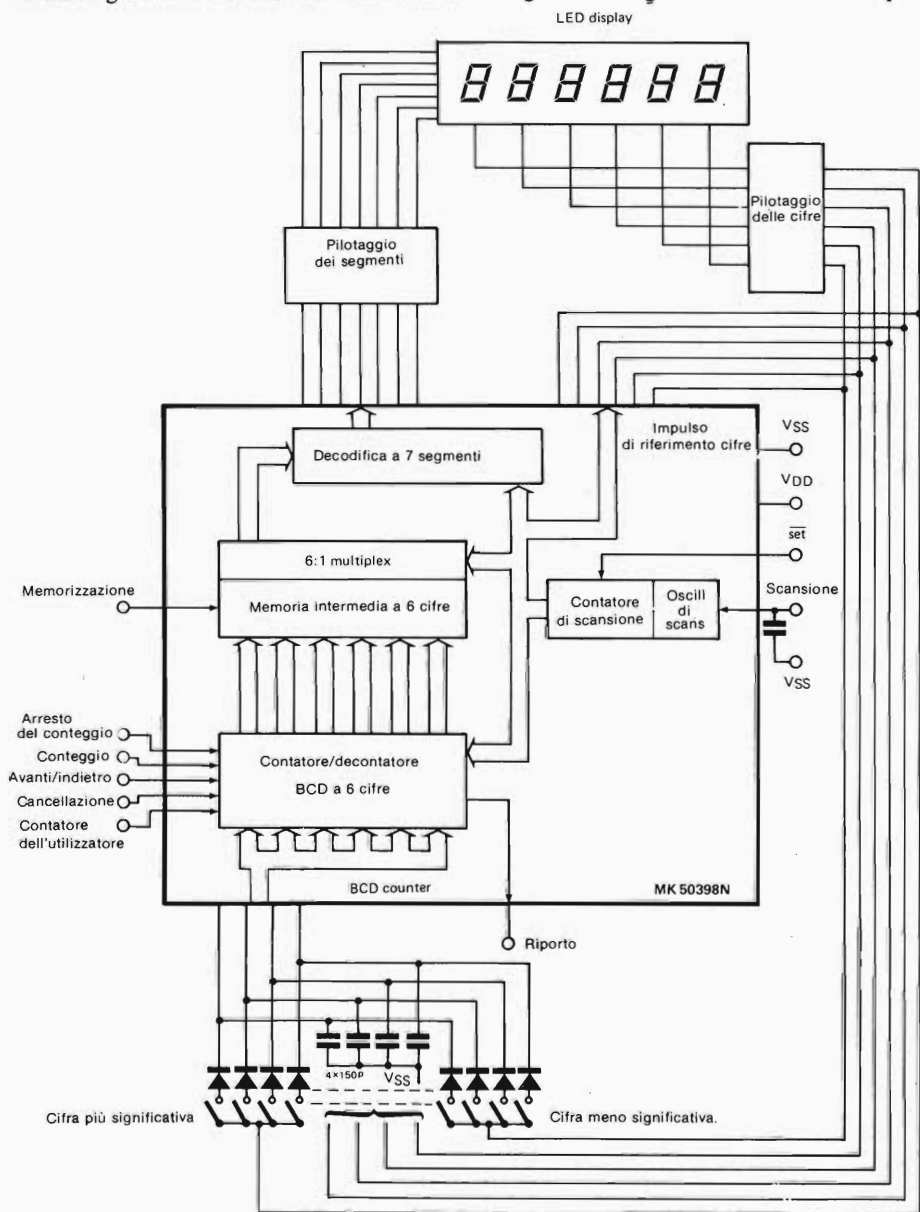 LED display
Pilotaggio
delle cifre
Pilotaggio
dei segmenti
Impulso
di riferimento cifre
VSS
Decodifica a 7 segmenti
VDD
set
6:1 multiplex
Memorizzazione
Memoria intermedia a 6 cifre
Contatore
di scansione
Oscill
di
scans
Scansione
VSS
Arresto
del conteggio
Conteggio
Avanti/indietro
Cancellazione
Contatore
dell'utilizzatore
Contatore/decontatore
BCD a 6 cifre
BCD counter
MK 50398N
Riporto
4×150p
VSS
Cifra più significativa
Cifra meno significativa.